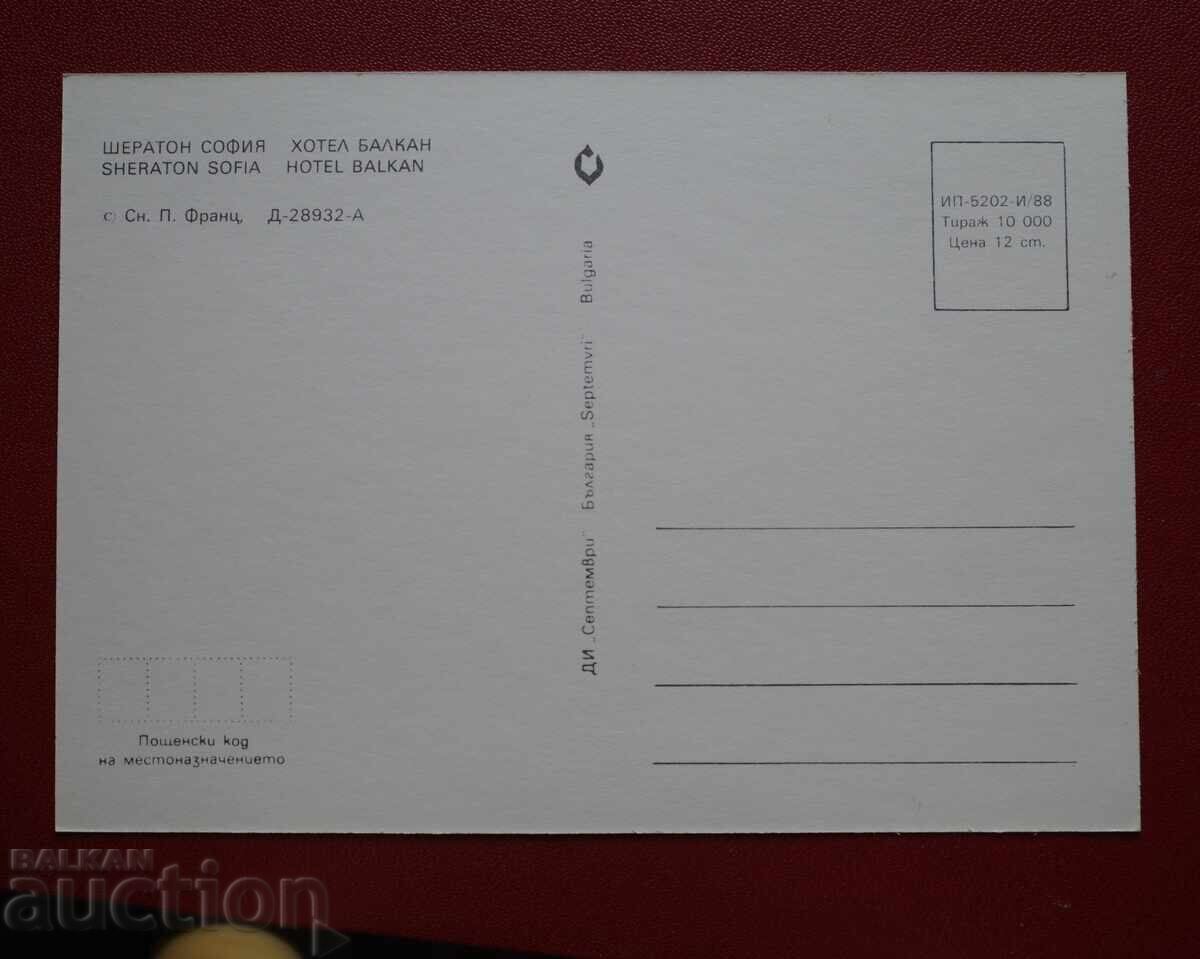 ШЕРАТОН СОФИЯ ХОТЕЛ БАЛКАН
SHERATON SOFIA HOTEL BALKAN
(c) Сн. П. Франц, Д-28932-А
ДИ „Септември" България „Septemvri" Bulgaria
ИП-5202-И/88
Тираж 10 000
Цена 12 ст.
Пощенски код
на местоназначението
BALKAN
auction